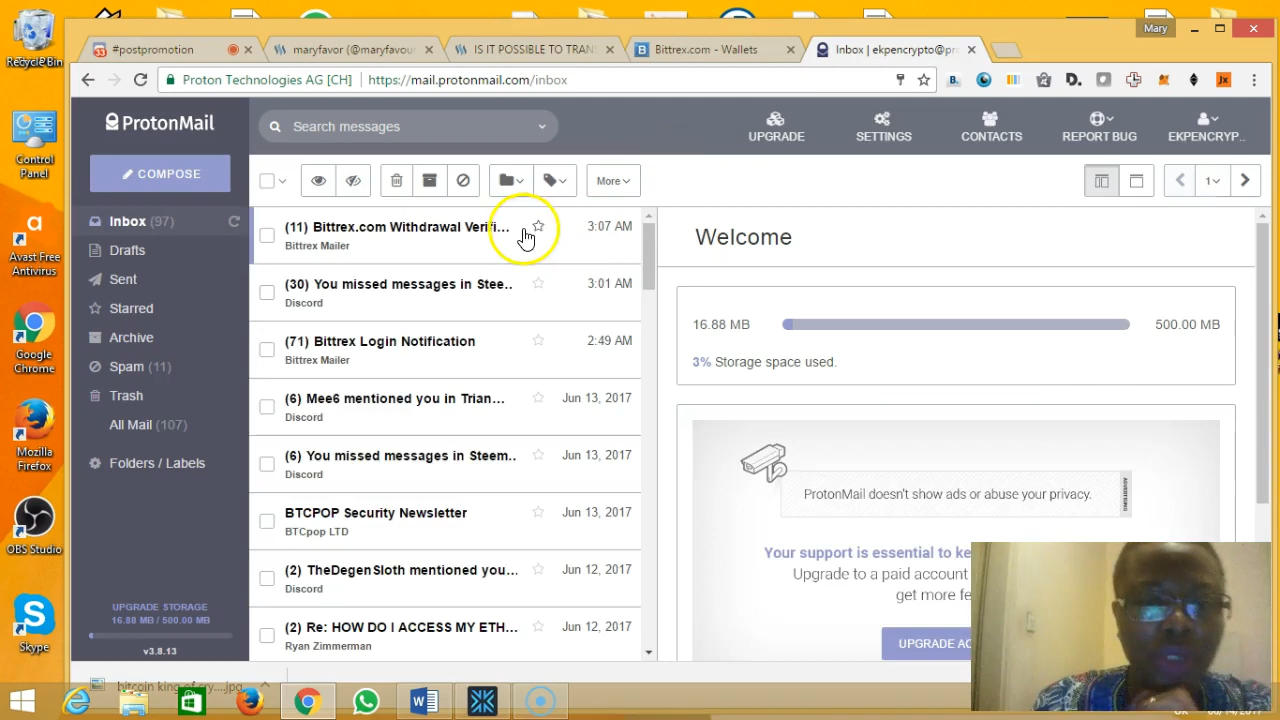 Recycle Bin
Control
Panel
Avast Free
Antivirus
Google
Chrome
Mozilla
Firefox
OBS Studio
Skype
Mary
#postpromotion
maryfavor (@maryfavou
IS IT POSSIBLE TO TRAN
Bittrex.com - Wallets
Inbox | ekpencrypto@pr
Proton Technologies AG [CH]
https://mail.protonmail.com/inbox
ProtonMail
Search messages
UPGRADE
SETTINGS
CONTACTS
REPORT BUG
EKPENCRYP..
COMPOSE
More
1
Inbox (97)
Drafts
Sent
Starred
Archive
Spam (11)
Trash
All Mail (107)
Folders / Labels
UPGRADE STORAGE
16.88 MB / 500.00 MB
v3.8.13
(11) Bittrex.com Withdrawal Verifi...
3:07 AM
Bittrex Mailer
(30) You missed messages in Stee..
3:01 AM
Discord
(71) Bittrex Login Notification
2:49 AM
Bittrex Mailer
(6) Mee6 mentioned you in Trian...
Jun 13, 2017
Discord
(6) You missed messages in Steem..
Jun 13, 2017
Discord
BTCPOP Security Newsletter
Jun 13, 2017
BTCpop LTD
(2) TheDegenSloth mentioned you...
Jun 12, 2017
Discord
(2) Re: HOW DO I ACCESS MY ETH...
Jun 12, 2017
Ryan Zimmerman
Welcome
16.88 MB
500.00 MB
3% Storage space used.
ProtonMail doesn't show ads or abuse your privacy.
ADVERTISING
Your support is essential to ke
Upgrade to a paid account
get more fe
UPGRADE AC
bitcoin king of cry....jpg